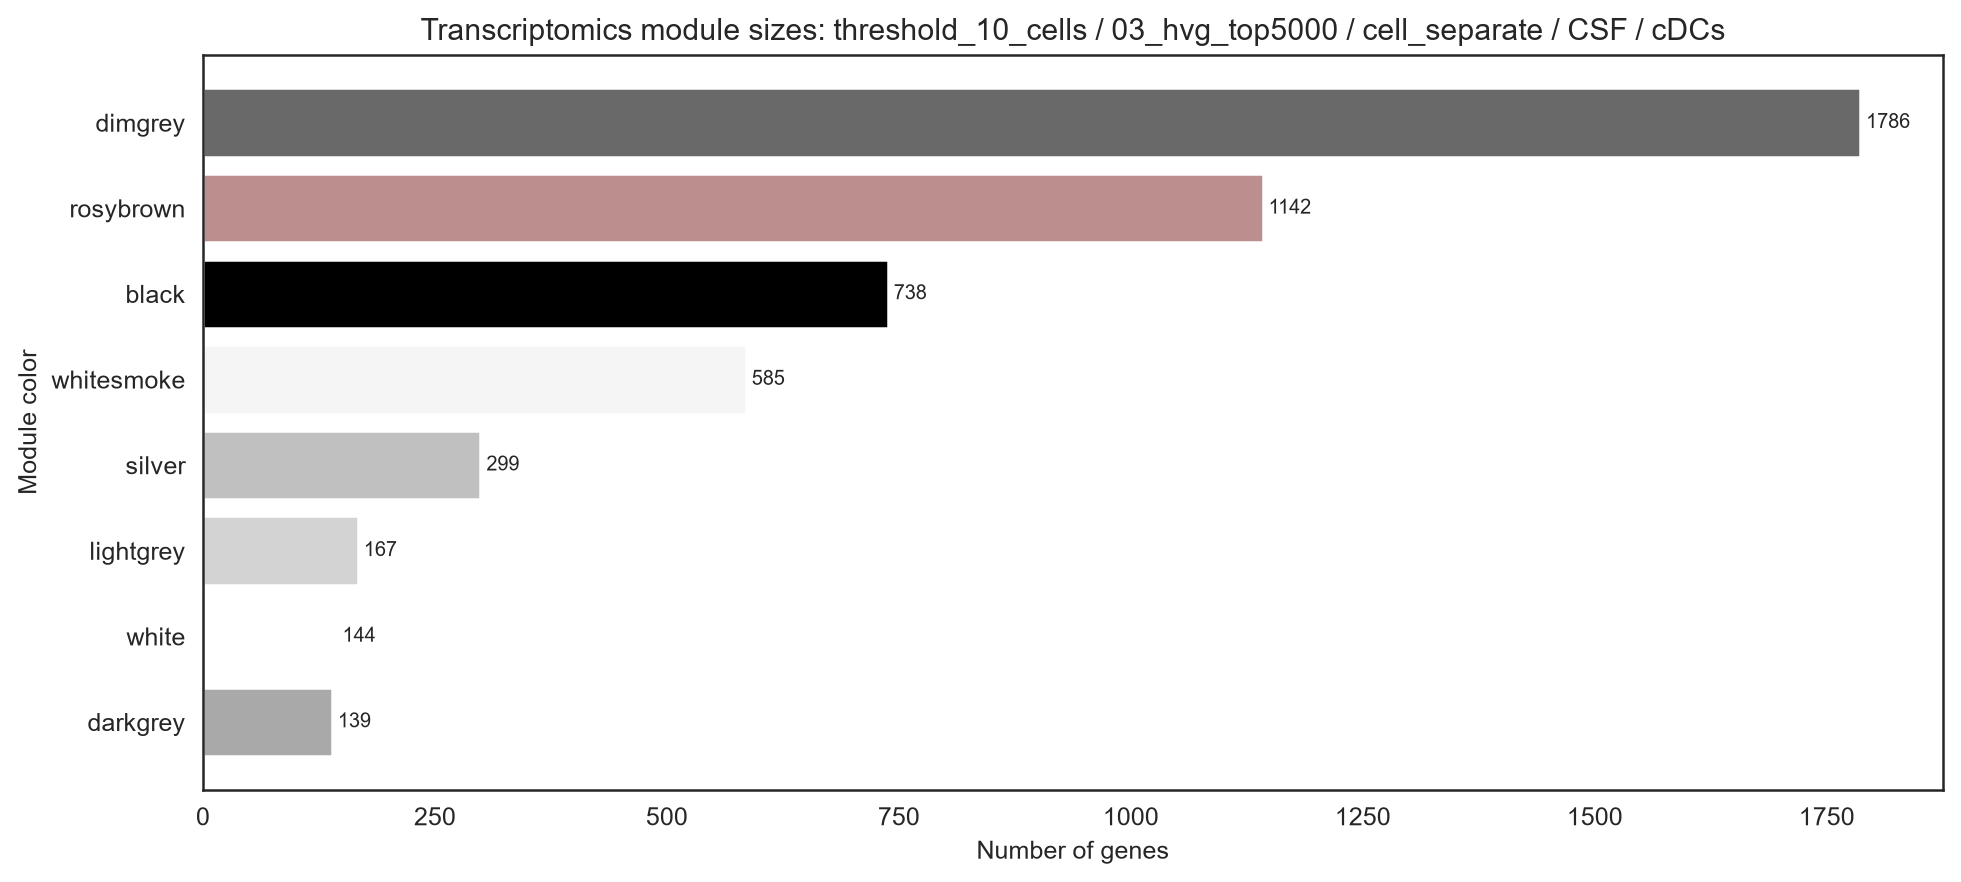 Transcriptomics module sizes: threshold_10_cells / 03_hvg_top5000 / cell_separate / CSF / cDCs
Module color
dimgrey 1786
rosybrown 1142
black 738
whitesmoke 585
silver 299
lightgrey 167
white 144
darkgrey 139
0 250 500 750 1000 1250 1500 1750
Number of genes